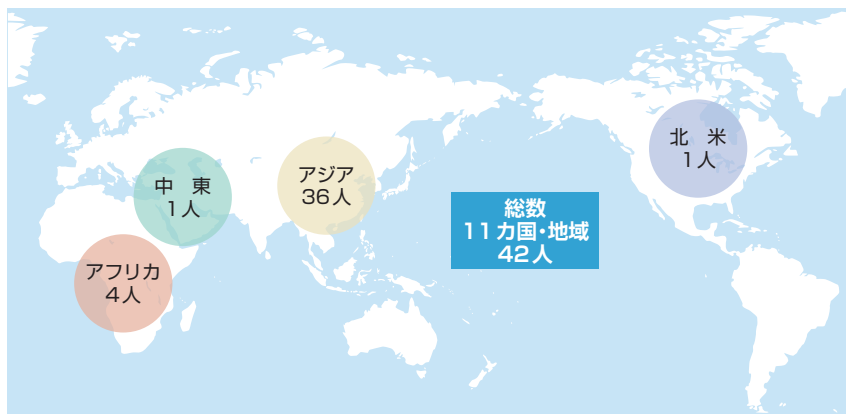 中　東
1人
アフリカ
4人
アジア
36人
総数
11カ国・地域
42人
北　米
1人